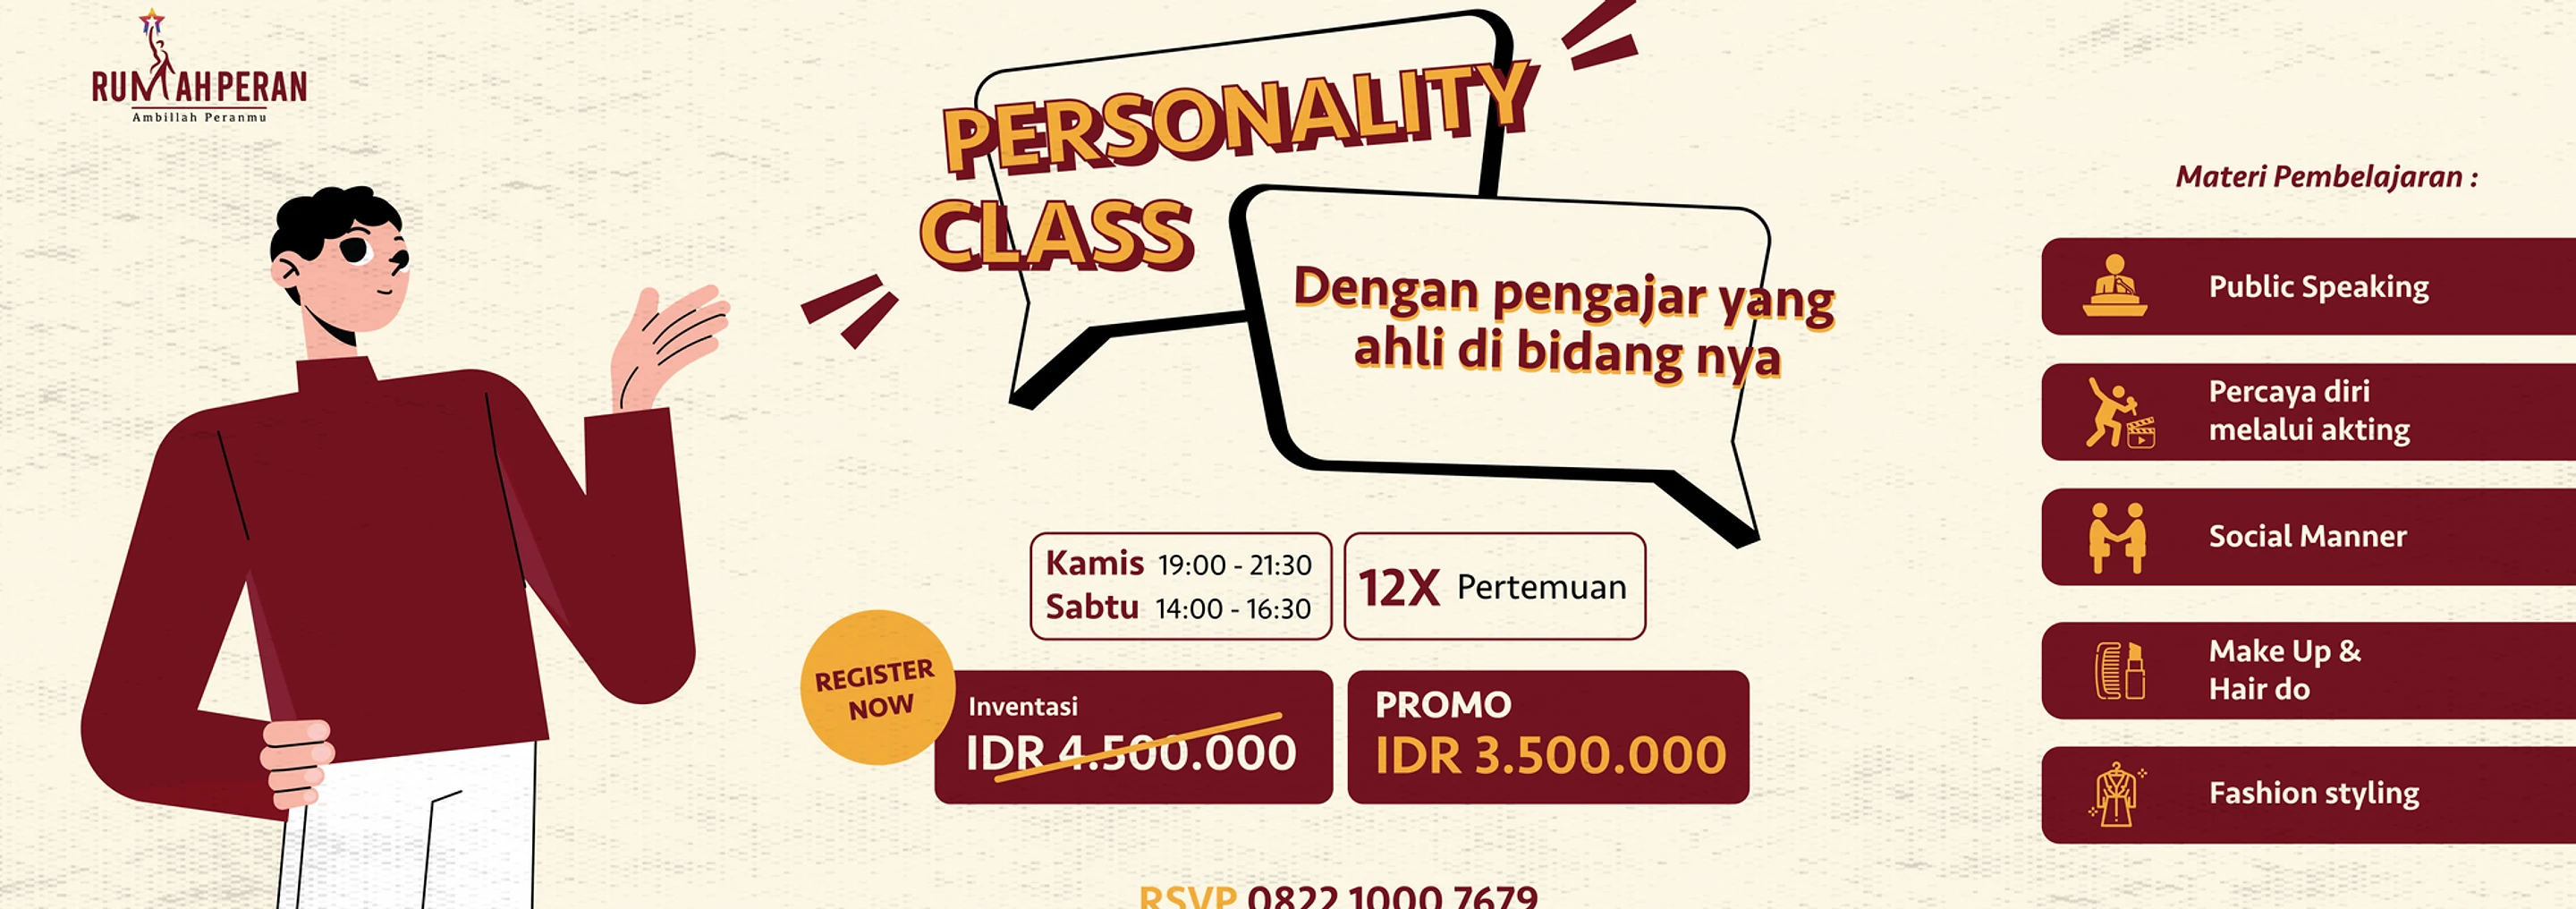 RUMAHPERAN
Ambillah Peranmu
PERSONALITY
CLASS
Dengan pengajar yang
ahli di bidang nya
Kamis 19:00 - 21:30
Sabtu 14:00 - 16:30
12X Pertemuan
REGISTER
NOW
Inventasi
IDR 4.500.000
PROMO
IDR 3.500.000
RSVP 0822 1000 7679
Materi Pembelajaran :
Public Speaking
Percaya diri
melalui akting
Social Manner
Make Up &
Hair do
Fashion styling